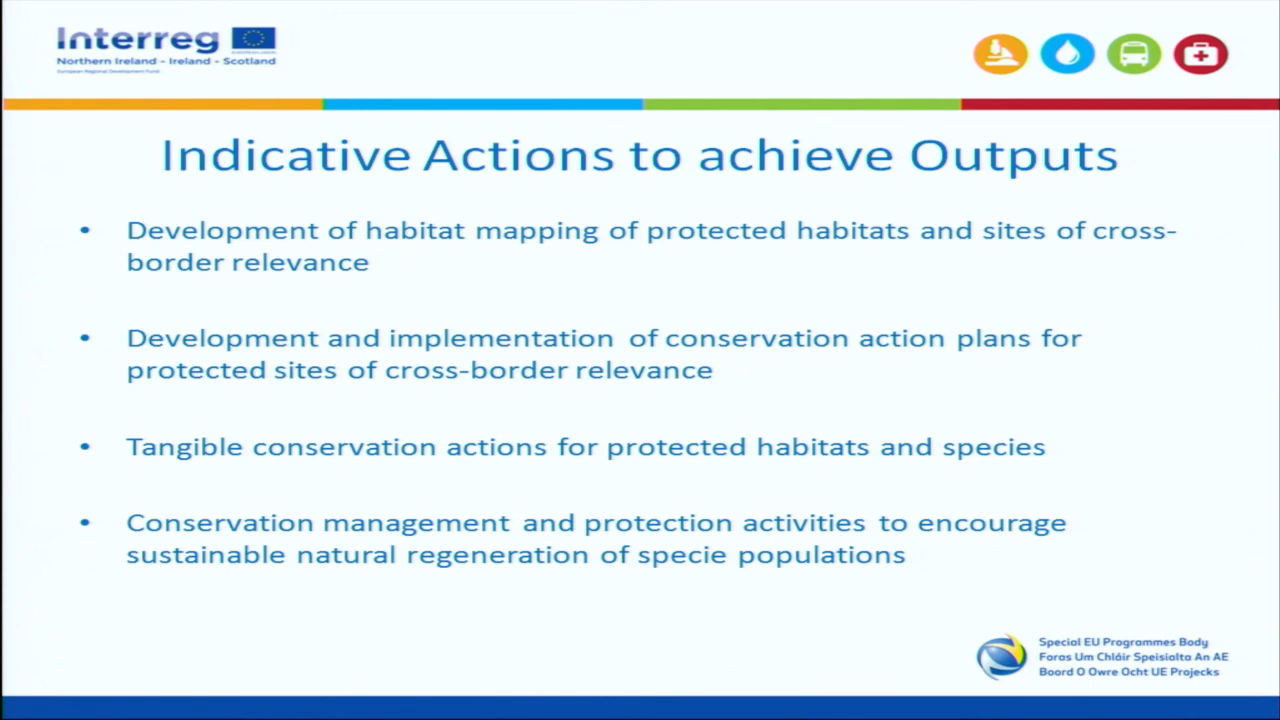 Interreg
Northern Ireland - Ireland - Scotland
European Regional Development Fund
Indicative Actions to achieve Outputs
• Development of habitat mapping of protected habitats and sites of cross-
border relevance
• Development and implementation of conservation action plans for
protected sites of cross-border relevance
• Tangible conservation actions for protected habitats and species
• Conservation management and protection activities to encourage
sustainable natural regeneration of specie populations
Special EU Programmes Body
Foras Um Chláir Speisialta An AE
Boord O Owre Ocht UE Projecks